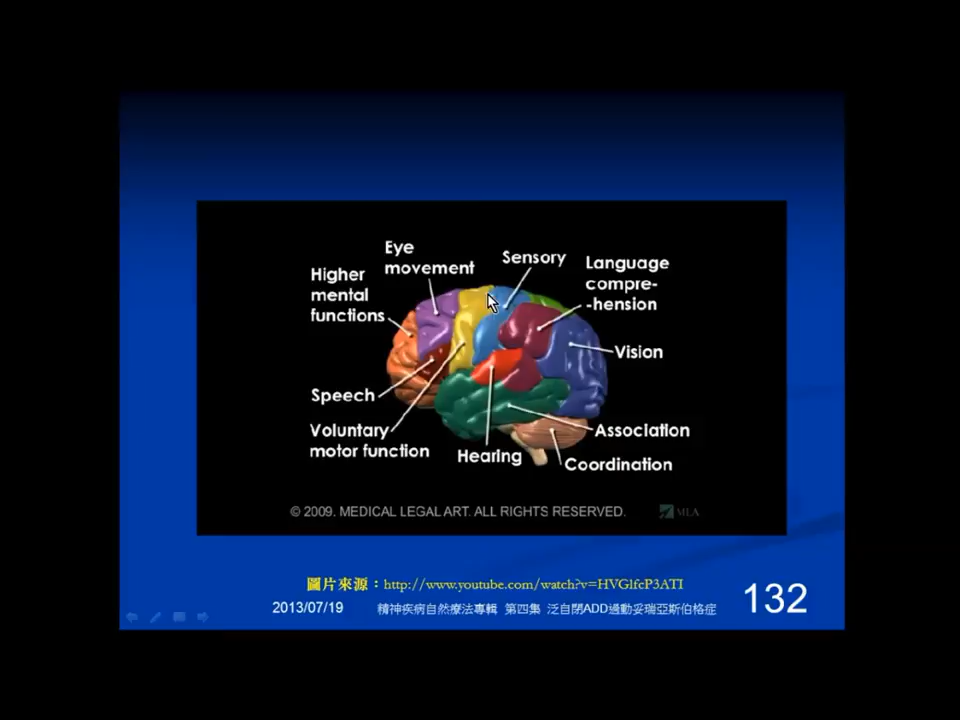 Eye
movement
Sensory
Language
compre-
-hension
Higher
mental
functions
Vision
Speech
Voluntary
motor function
Hearing
Association
Coordination
© 2009. MEDICAL LEGAL ART. ALL RIGHTS RESERVED.
MLA
圖片來源：http://www.youtube.com/watch?v=HVGlfcP3ATI
2013/07/19
精神疾病自然療法專輯 第四集 泛自閉ADD過動妥瑞亞斯伯格症
132